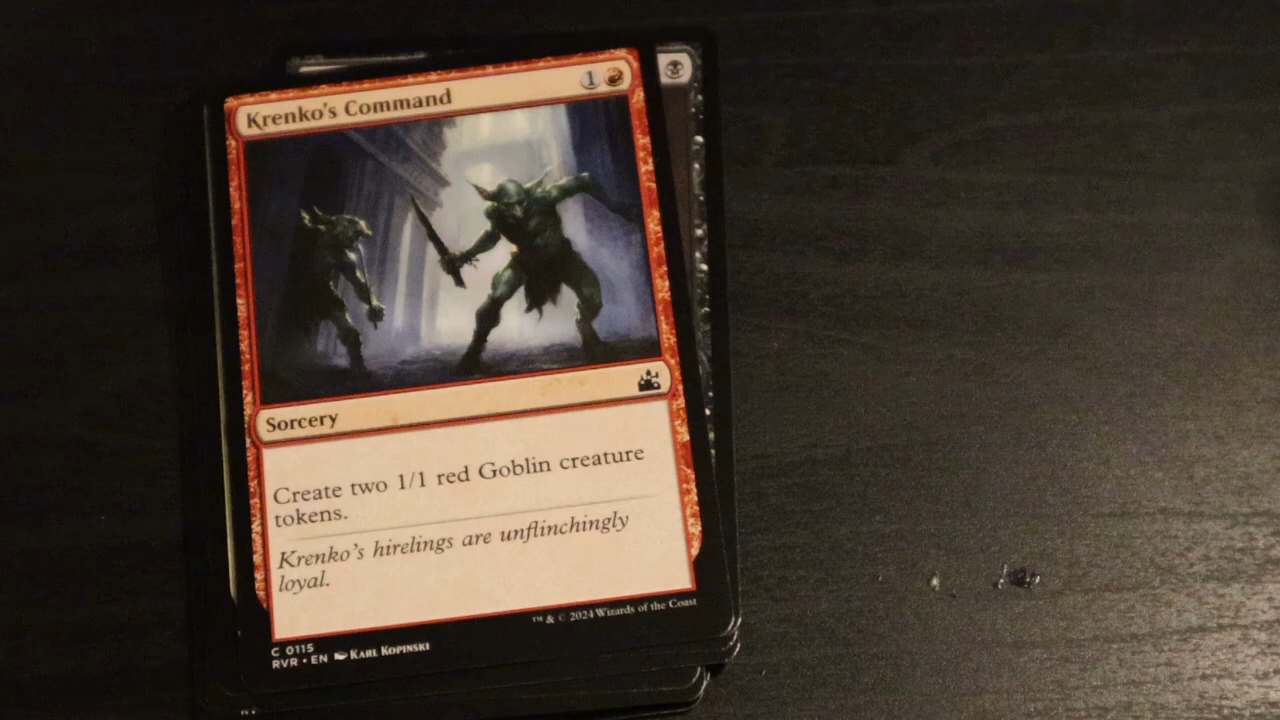 Krenko's Command 1
Sorcery
Create two 1/1 red Goblin creature
tokens.
Krenko's hirelings are unflinchingly
loyal.
C 0115
RVR • EN Karl Kopinski
™ & © 2024 Wizards of the Coast